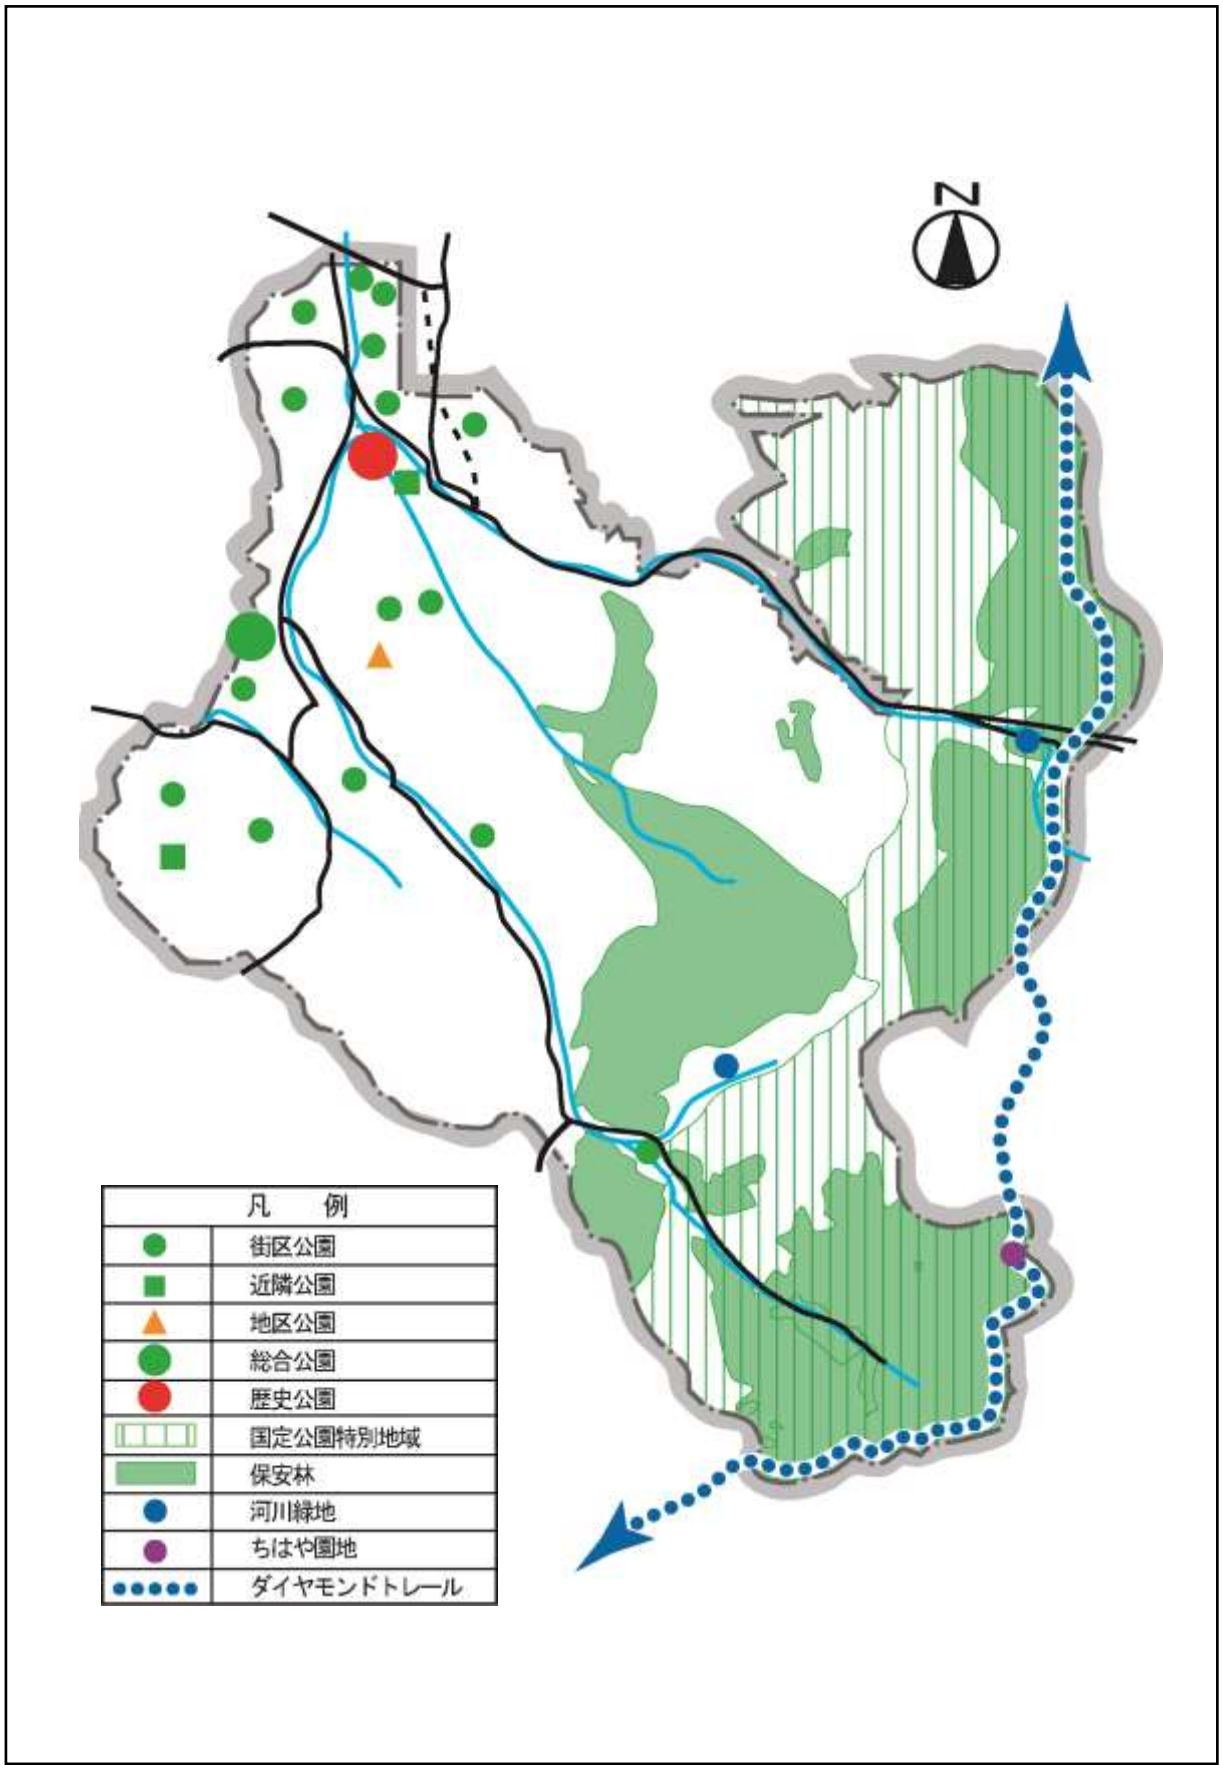 N
凡 例
街区公園
近隣公園
地区公園
総合公園
歴史公園
国定公園特別地域
保安林
河川緑地
ちはや園地
ダイヤモンドトレール